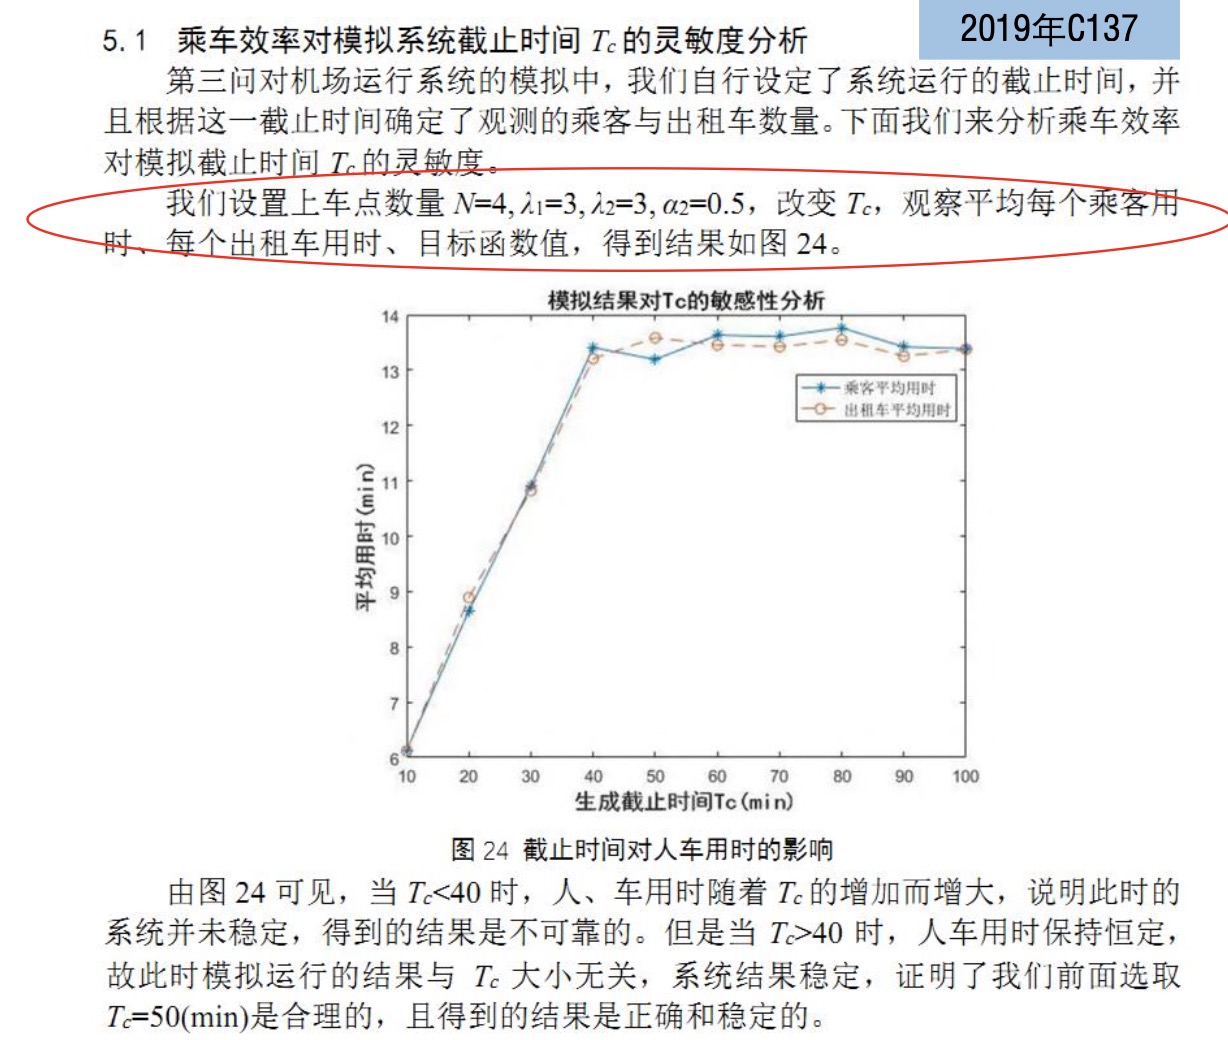 2019年C137
5.1 乘车效率对模拟系统截止时间 Tc 的灵敏度分析
第三问对机场运行系统的模拟中，我们自行设定了系统运行的截止时间，并
且根据这一截止时间确定了观测的乘客与出租车数量。下面我们来分析乘车效率
对模拟截止时间 Tc 的灵敏度。
我们设置上车点数量 N=4, λ1=3, λ2=3, α2=0.5，改变 Tc，观察平均每个乘客用
时、每个出租车用时、目标函数值，得到结果如图 24。
模拟结果对Tc的敏感性分析
14
13
12
11
10
9
8
7
6
平均用时(min)
乘客平均用时
出租车平均用时
10 20 30 40 50 60 70 80 90 100
生成截止时间Tc(min)
图 24 截止时间对人车用时的影响
由图 24 可见，当 Tc<40 时，人、车用时随着 Tc 的增加而增大，说明此时的
系统并未稳定，得到的结果是不可靠的。但是当 Tc>40 时，人车用时保持恒定，
故此时模拟运行的结果与 Tc 大小无关，系统结果稳定，证明了我们前面选取
Tc=50(min)是合理的，且得到的结果是正确和稳定的。